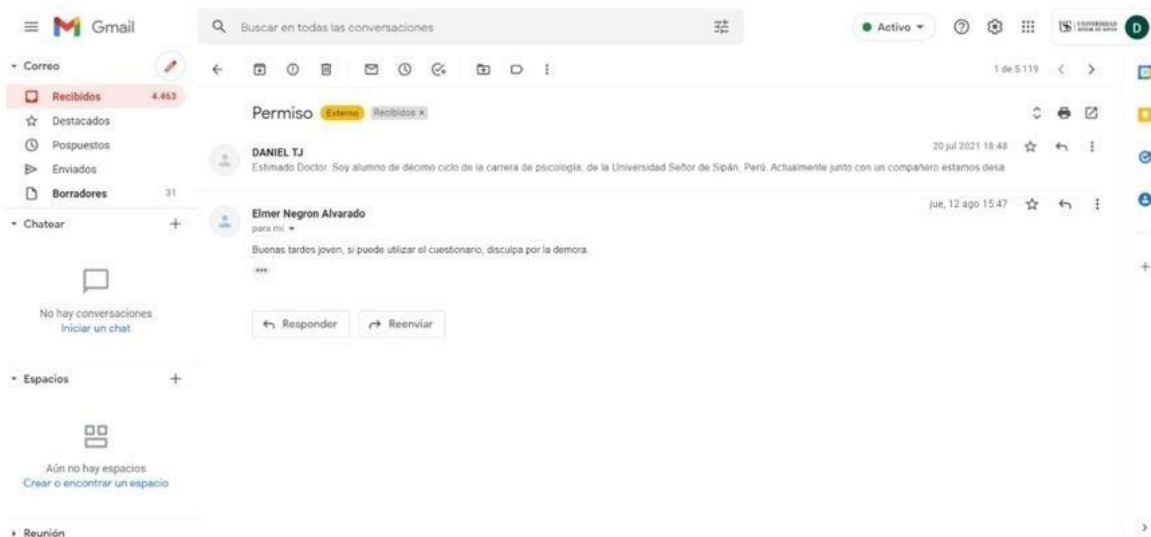 Gmail
Buscar en todas las conversaciones
Activo
UNIVERSIDAD
D
Correo
1 de 5.119
Recibidos 4.463
Destacados
Pospuestos
Enviados
Borradores 31
Permiso Externo Recibidos ×
DANIEL TJ 20 jul 2021 18:48
Estimado Doctor. Soy alumno de décimo ciclo de la carrera de psicología, de la Universidad Señor de Sipán, Perú. Actualmente junto con un compañero estamos desa
Elmer Negron Alvarado jue, 12 ago 15:47
para mí
Buenas tardes joven, si puede utilizar el cuestionario, disculpa por la demora.
Responder
Reenviar
Chatear
No hay conversaciones
Iniciar un chat
Espacios
Aún no hay espacios
Crear o encontrar un espacio
Reunión